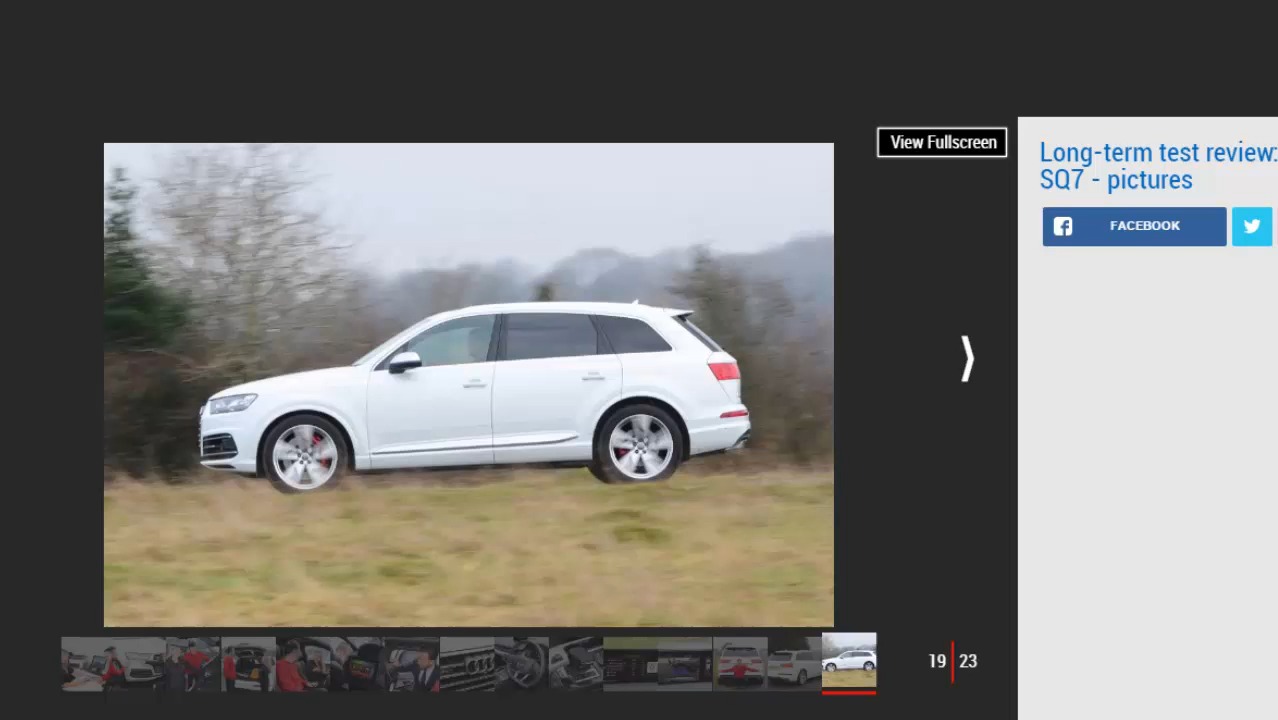 View Fullscreen
Long-term test review:
SQ7 - pictures
FACEBOOK
19 23